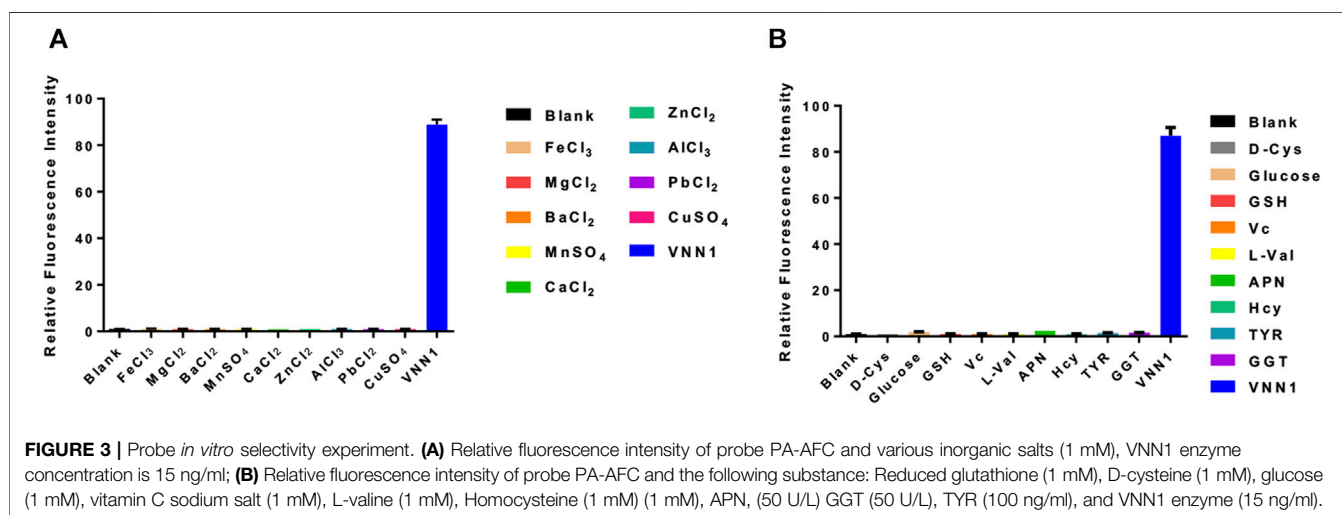 A
Relative Fluorescence Intensity
100
80
60
40
20
0
Blank
FeCl3
MgCl2
BaCl2
MnSO4
CaCl2
ZnCl2
AlCl3
PbCl2
CuSO4
VNN1
Blank
FeCl3
MgCl2
BaCl2
MnSO4
CaCl2
ZnCl2
AlCl3
PbCl2
CuSO4
VNN1
B
Relative Fluorescence Intensity
100
80
60
40
20
0
Blank
D-Cys
Glucose
GSH
Vc
L-Val
APN
Hcy
TYR
GGT
VNN1
Blank
D-Cys
Glucose
GSH
Vc
L-Val
APN
Hcy
TYR
GGT
VNN1
FIGURE 3 | Probe in vitro selectivity experiment. (A) Relative fluorescence intensity of probe PA-AFC and various inorganic salts (1 mM), VNN1 enzyme
concentration is 15 ng/ml; (B) Relative fluorescence intensity of probe PA-AFC and the following substance: Reduced glutathione (1 mM), D-cysteine (1 mM), glucose
(1 mM), vitamin C sodium salt (1 mM), L-valine (1 mM), Homocysteine (1 mM) (1 mM), APN, (50 U/L) GGT (50 U/L), TYR (100 ng/ml), and VNN1 enzyme (15 ng/ml).